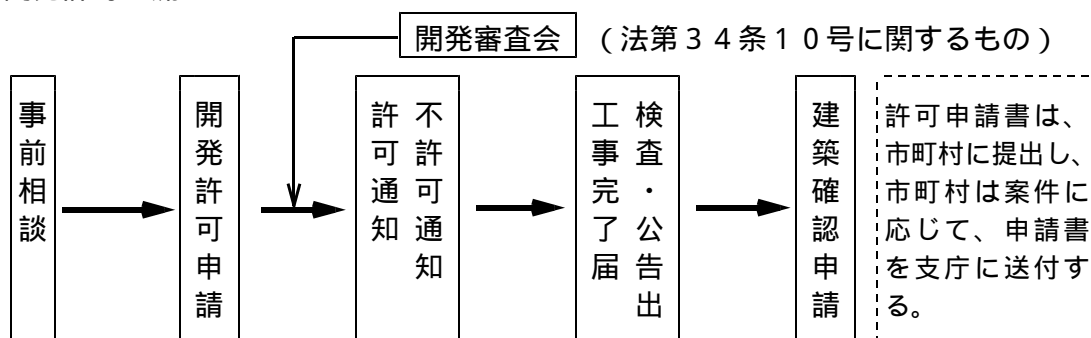 開発審査会 （法第３４条１０号に関するもの）
事前相談
開発許可申請
不許可通知
許可通知
検査・公告出
工事完了届
建築確認申請
許可申請書は、
市町村に提出し、
市町村は案件に
応じて、申請書
を支庁に送付す
る。